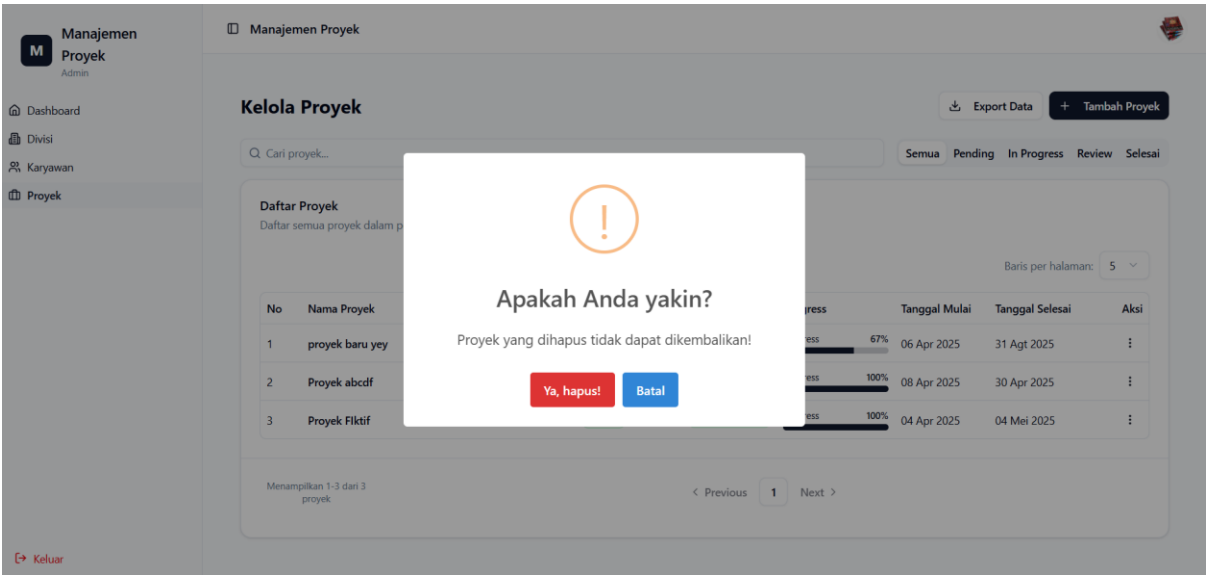 M
Manajemen
Proyek
Admin
Dashboard
Divisi
Karyawan
Proyek
Keluar
Manajemen Proyek
Kelola Proyek
Export Data
+ Tambah Proyek
Cari proyek...
Semua Pending In Progress Review Selesai
Daftar Proyek
Daftar semua proyek dalam
Baris per halaman: 5
No Nama Proyek Tanggal Mulai Tanggal Selesai Aksi
1 proyek baru yey 67% 06 Apr 2025 31 Agt 2025
2 Proyek abcdf 100% 08 Apr 2025 30 Apr 2025
3 Proyek FIktif 100% 04 Apr 2025 04 Mei 2025
Menampilkan 1-3 dari 3
proyek
< Previous 1 Next >
!
Apakah Anda yakin?
Proyek yang dihapus tidak dapat dikembalikan!
Ya, hapus!
Batal